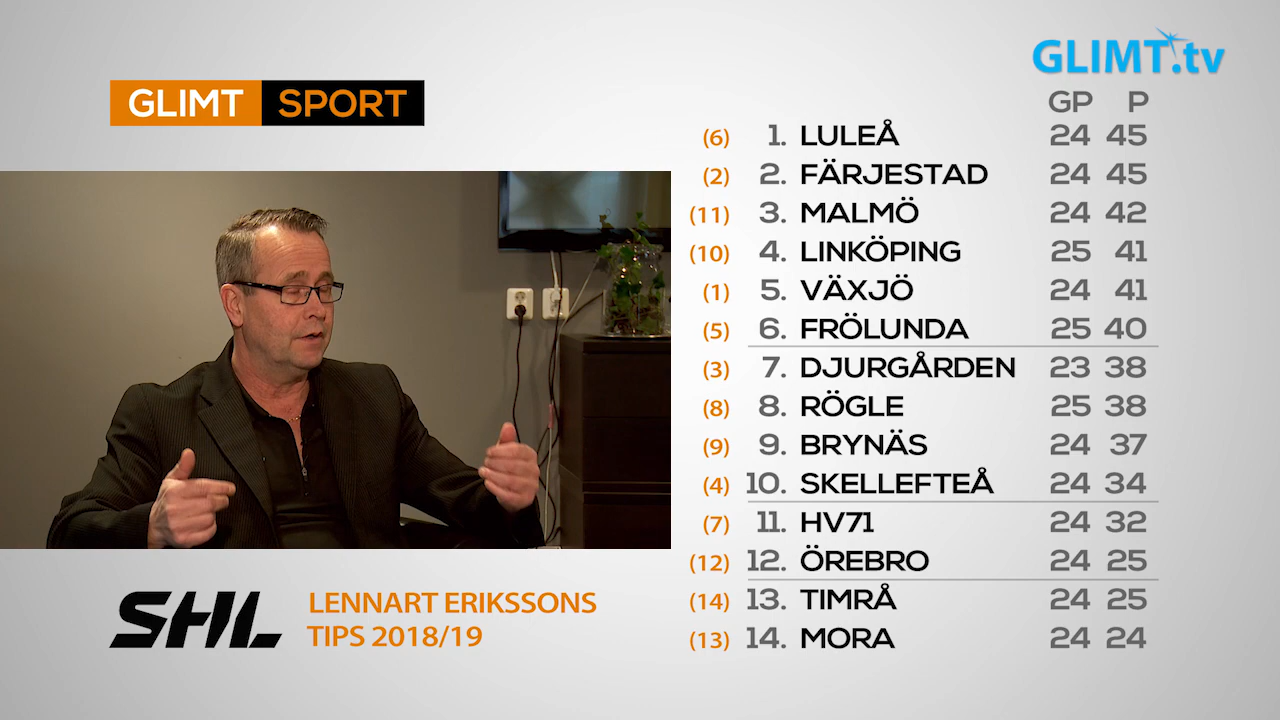 GLIMT.tv
GLIMT SPORT
GP P
(6) 1. LULEÅ 24 45
(2) 2. FÄRJESTAD 24 45
(11) 3. MALMÖ 24 42
(10) 4. LINKÖPING 25 41
(1) 5. VÄXJÖ 24 41
(5) 6. FRÖLUNDA 25 40
(3) 7. DJURGÅRDEN 23 38
(8) 8. RÖGLE 25 38
(9) 9. BRYNÄS 24 37
(4) 10. SKELLEFTEÅ 24 34
(7) 11. HV71 24 32
(12) 12. ÖREBRO 24 25
(14) 13. TIMRÅ 24 25
(13) 14. MORA 24 24
SHL
LENNART ERIKSSONS
TIPS 2018/19